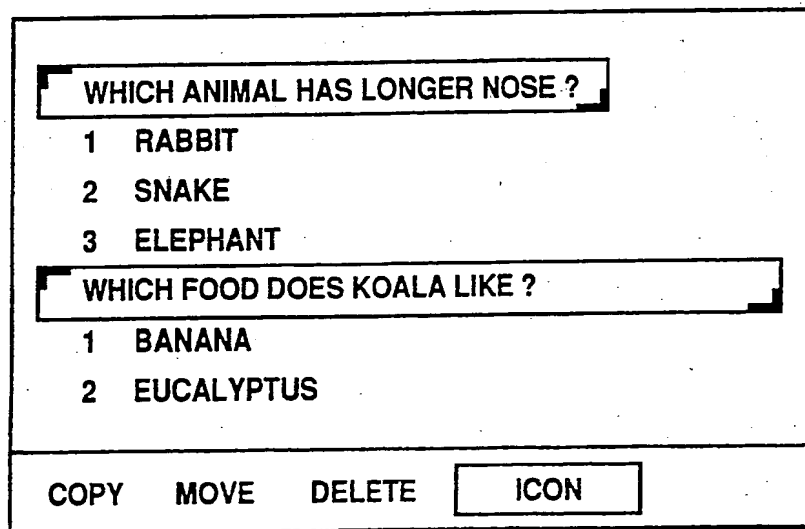 WHICH ANIMAL HAS LONGER NOSE ?
1 RABBIT
2 SNAKE
3 ELEPHANT
WHICH FOOD DOES KOALA LIKE ?
1 BANANA
2 EUCALYPTUS
COPY MOVE DELETE ICON